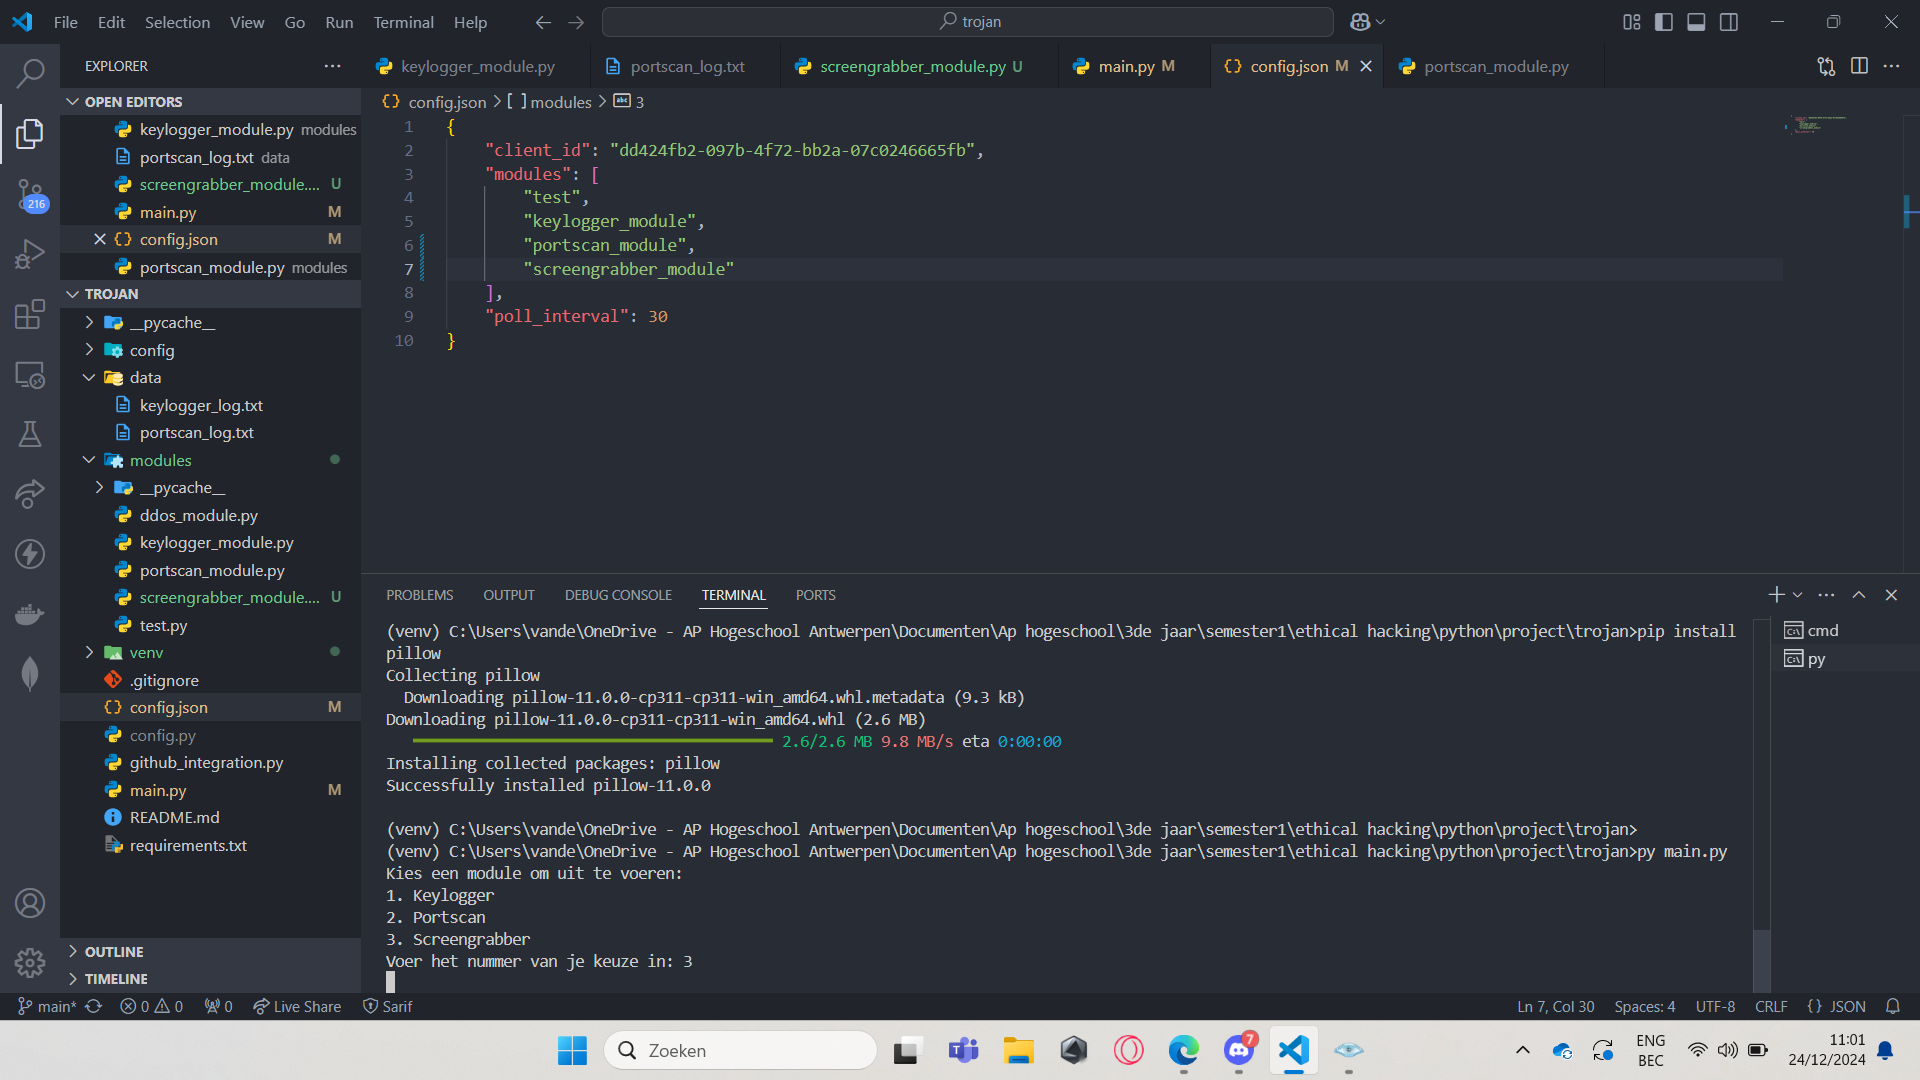 File Edit Selection View Go Run Terminal Help
trojan
EXPLORER
keylogger_module.py
portscan_log.txt
screengrabber_module.py U
main.py M
config.json M
portscan_module.py
OPEN EDITORS
keylogger_module.py modules
portscan_log.txt data
screengrabber_module.... U
main.py M
config.json M
portscan_module.py modules
TROJAN
__pycache__
config
data
keylogger_log.txt
portscan_log.txt
modules
__pycache__
ddos_module.py
keylogger_module.py
portscan_module.py
screengrabber_module.... U
test.py
venv
.gitignore
config.json M
config.py
github_integration.py
main.py M
README.md
requirements.txt
OUTLINE
TIMELINE
216
{} config.json > [ ] modules > abc 3
1 {
2 "client_id": "dd424fb2-097b-4f72-bb2a-07c0246665fb",
3 "modules": [
4 "test",
5 "keylogger_module",
6 "portscan_module",
7 "screengrabber_module"
8 ],
9 "poll_interval": 30
10 }
PROBLEMS OUTPUT DEBUG CONSOLE TERMINAL PORTS
cmd
py
(venv) C:\Users\vande\OneDrive - AP Hogeschool Antwerpen\Documenten\Ap hogeschool\3de jaar\semester1\ethical hacking\python\project\trojan>pip install
pillow
Collecting pillow
Downloading pillow-11.0.0-cp311-cp311-win_amd64.whl.metadata (9.3 kB)
Downloading pillow-11.0.0-cp311-cp311-win_amd64.whl (2.6 MB)
2.6/2.6 MB 9.8 MB/s eta 0:00:00
Installing collected packages: pillow
Successfully installed pillow-11.0.0
(venv) C:\Users\vande\OneDrive - AP Hogeschool Antwerpen\Documenten\Ap hogeschool\3de jaar\semester1\ethical hacking\python\project\trojan>
(venv) C:\Users\vande\OneDrive - AP Hogeschool Antwerpen\Documenten\Ap hogeschool\3de jaar\semester1\ethical hacking\python\project\trojan>py main.py
Kies een module om uit te voeren:
1. Keylogger
2. Portscan
3. Screengrabber
Voer het nummer van je keuze in: 3
main* 0 0 0 Live Share Sarif
Ln 7, Col 30 Spaces: 4 UTF-8 CRLF {} JSON
Zoeken
7
ENG
BEC
11:01
24/12/2024